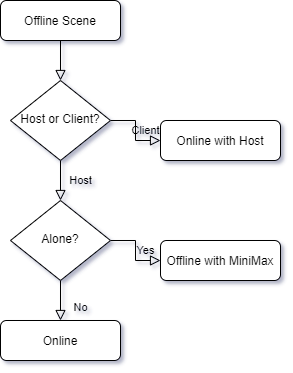 Offline Scene
Host or Client?
Client
Online with Host
Host
Alone?
Yes
Offline with MiniMax
No
Online